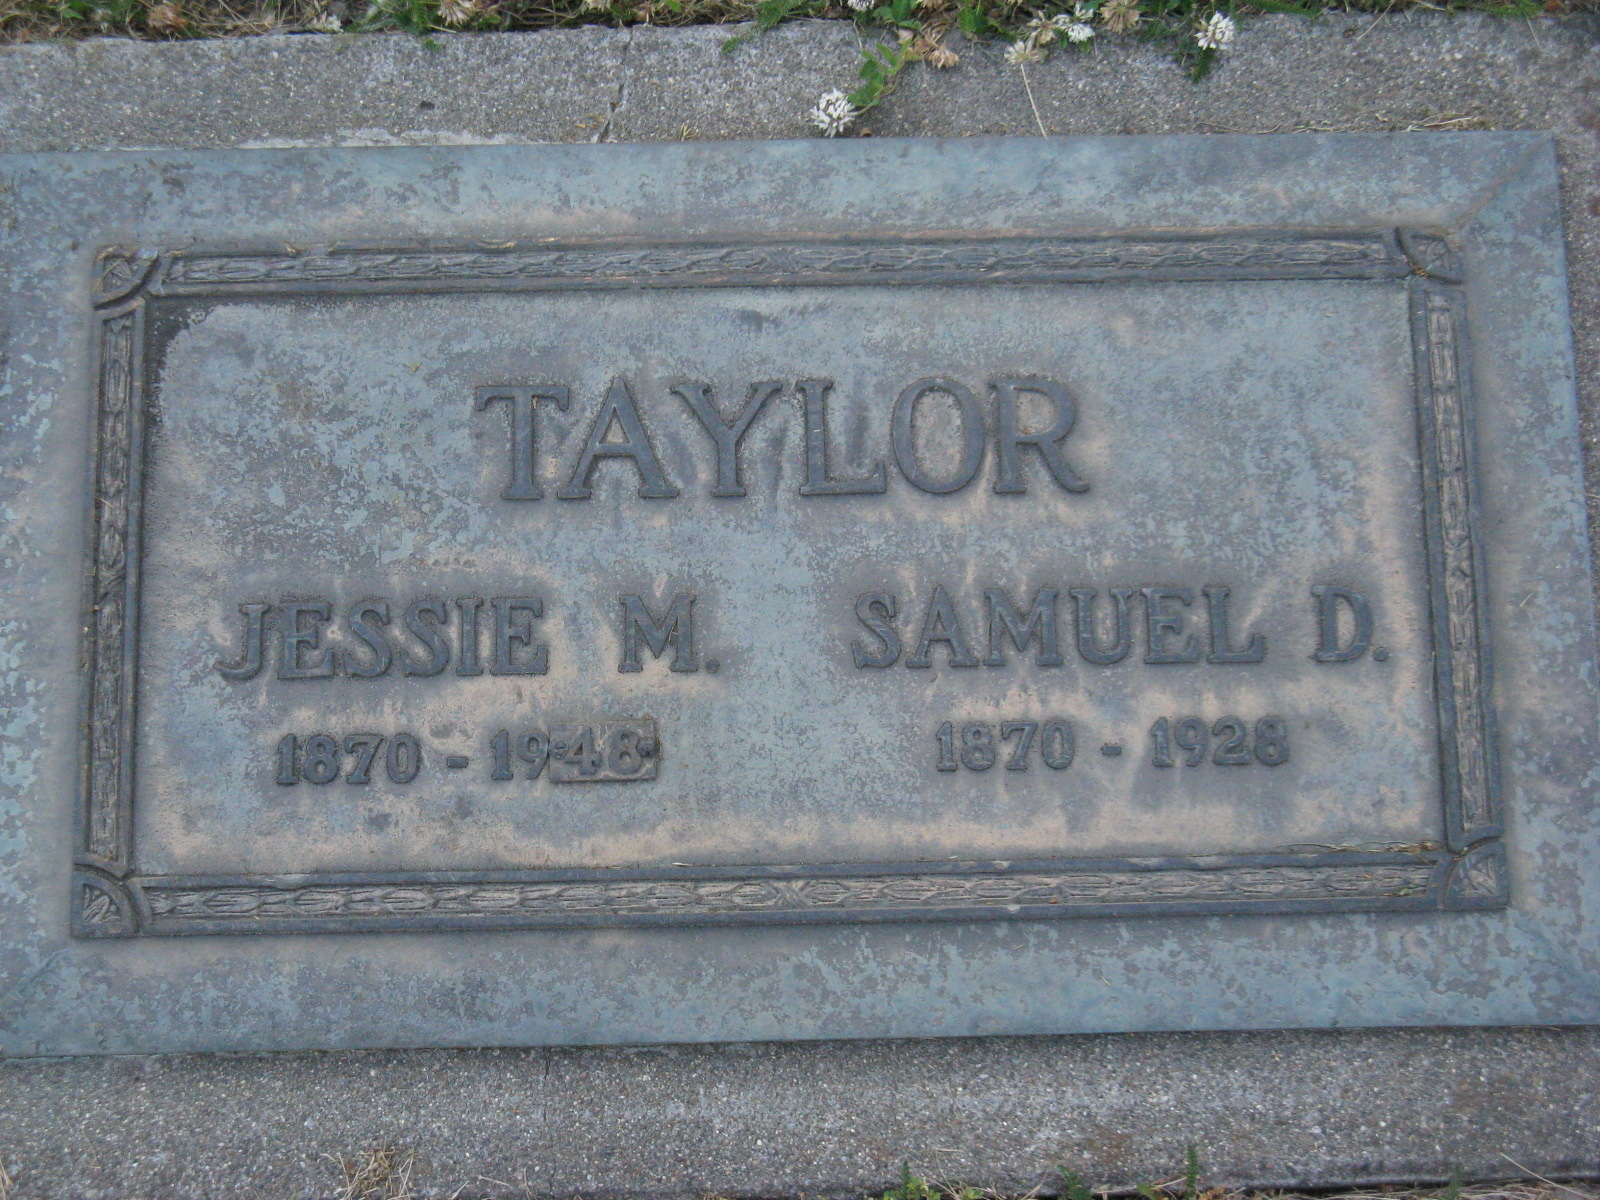 TAYLOR
JESSIE M. SAMUEL D.
1870 - 1948 1870 - 1928